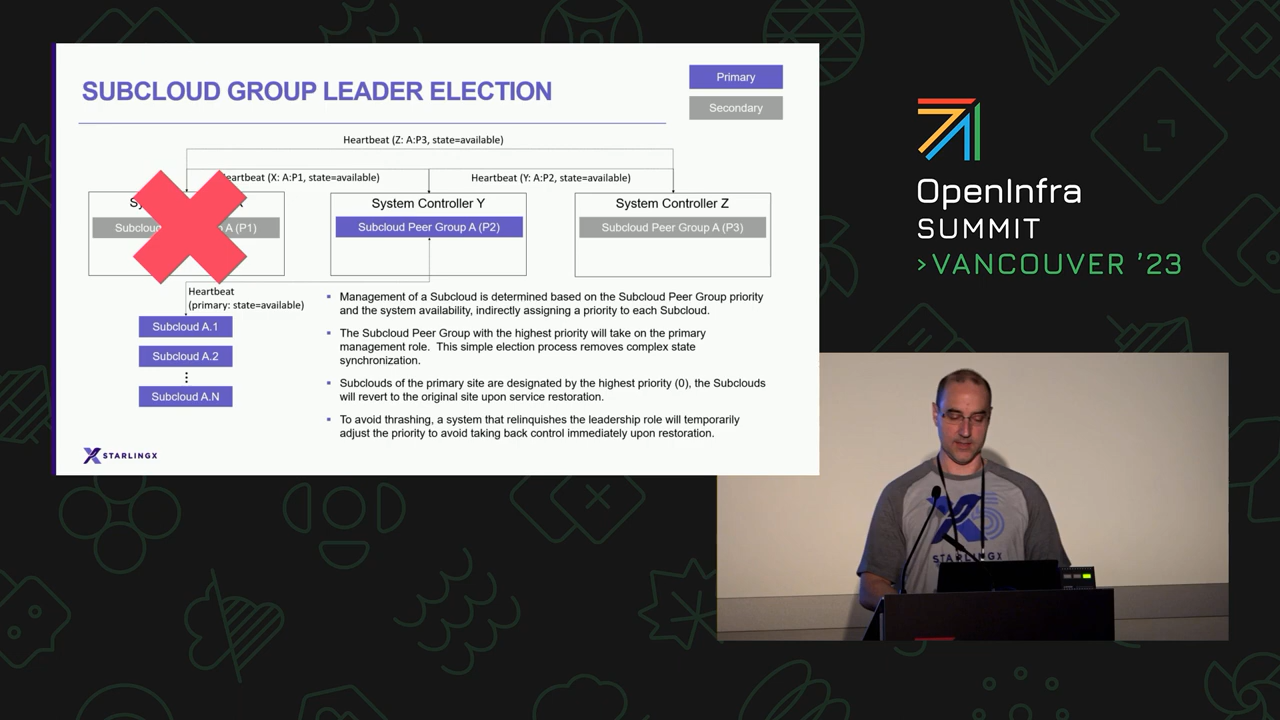 SUBCLOUD GROUP LEADER ELECTION
Primary
Secondary
Heartbeat (Z: A:P3, state=available)
(X: A:P1, state=available)
Heartbeat (Y: A:P2, state=available)
System Controller Y
System Controller Z
A (P1)
Subcloud Peer Group A (P2)
Subcloud Peer Group A (P3)
Heartbeat
(primary: state=available)
Subcloud A.1
Subcloud A.2
Subcloud A.N
Management of a Subcloud is determined based on the Subcloud Peer Group priority
and the system availability, indirectly assigning a priority to each Subcloud.
The Subcloud Peer Group with the highest priority will take on the primary
management role. This simple election process removes complex state
synchronization.
Subclouds of the primary site are designated by the highest priority (0), the Subclouds
will revert to the original site upon service restoration.
To avoid thrashing, a system that relinquishes the leadership role will temporarily
adjust the priority to avoid taking back control immediately upon restoration.
STARLINGX
OpenInfra
SUMMIT
>VANCOUVER '23
STARLINGX